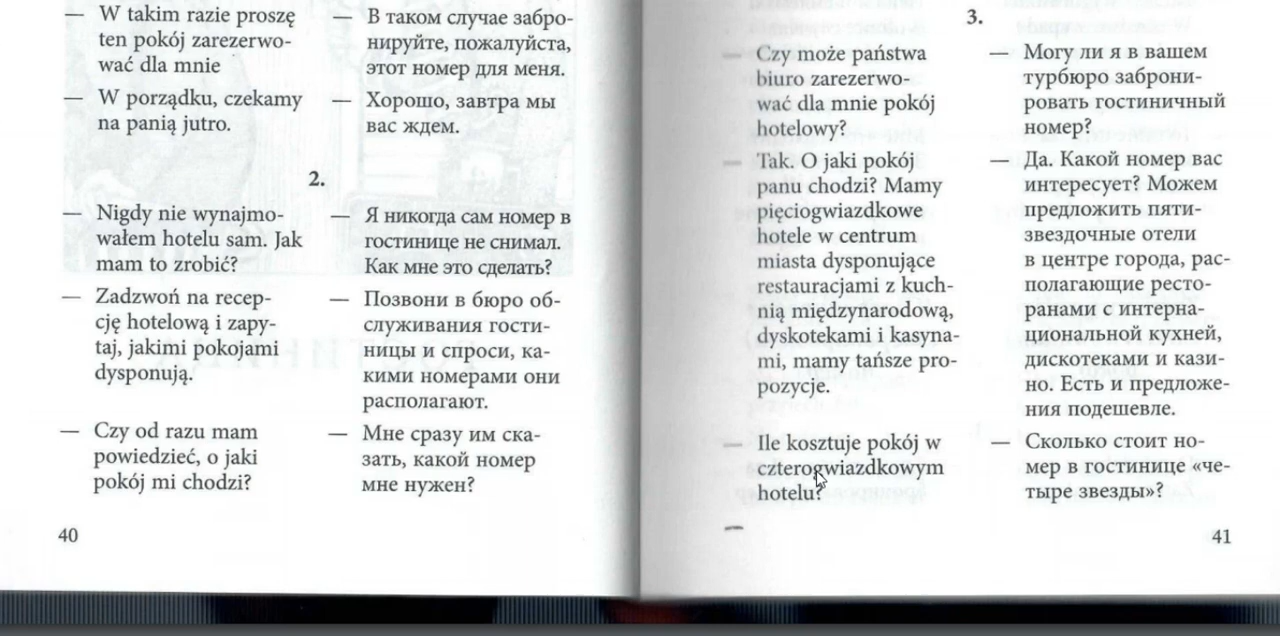 — W takim razie proszę
ten pokój zarezerwo-
wać dla mnie
— W porządku, czekamy
na panią jutro.
— В таком случае забро-
нируйте, пожалуйста,
этот номер для меня.
— Хорошо, завтра мы
вас ждем.
2.
— Nigdy nie wynajmo-
wałem hotelu sam. Jak
mam to zrobić?
— Zadzwoń na recep-
cję hotelową i zapy-
taj, jakimi pokojami
dysponują.
— Czy od razu mam
powiedzieć, o jaki
pokój mi chodzi?
— Я никогда сам номер в
гостинице не снимал.
Как мне это сделать?
— Позвони в бюро об-
служивания гости-
ницы и спроси, ка-
кими номерами они
располагают.
— Мне сразу им ска-
зать, какой номер
мне нужен?
40
3.
— Czy może państwa
biuro zarezerwo-
wać dla mnie pokój
hotelowy?
— Tak. O jaki pokój
panu chodzi? Mamy
pięciogwiazdkowe
hotele w centrum
miasta dysponujące
restauracjami z kuch-
nią międzynarodową,
dyskotekami i kasyna-
mi, mamy tańsze pro-
pozycje.
— Ile kosztuje pokój w
czterogwiazdkowym
hotelu?
— Могу ли я в вашем
турбюро заброни-
ровать гостиничный
номер?
— Да. Какой номер вас
интересует? Можем
предложить пяти-
звездочные отели
в центре города, рас-
полагающие ресто-
ранами с интерна-
циональной кухней,
дискотеками и кази-
но. Есть и предложе-
ния подешевле.
— Сколько стоит но-
мер в гостинице «че-
тыре звезды»?
41